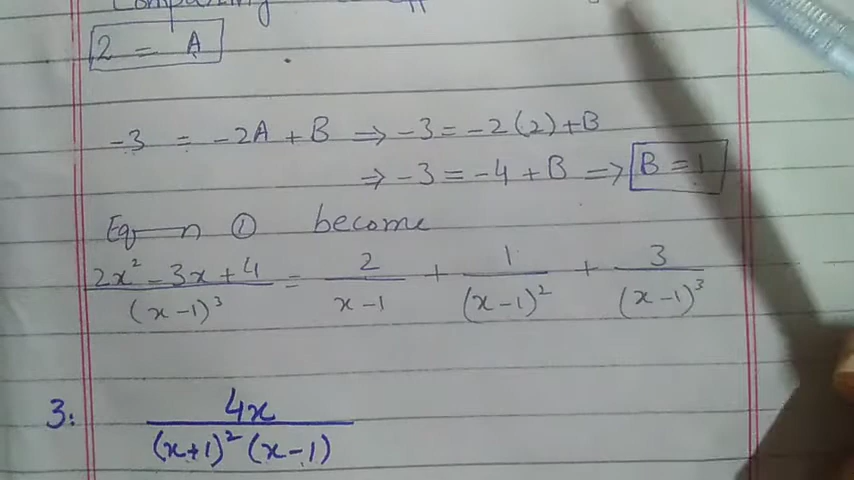 Comparing
2 = A
-3 = -2A + B ⇒ -3 = -2(2) + B
⇒ -3 = -4 + B ⇒ B = 1
Eq—n ① become
2x² - 3x + 4 / (x-1)³ = 2 / x-1 + 1 / (x-1)² + 3 / (x-1)³
3: 4x / (x+1)² (x-1)